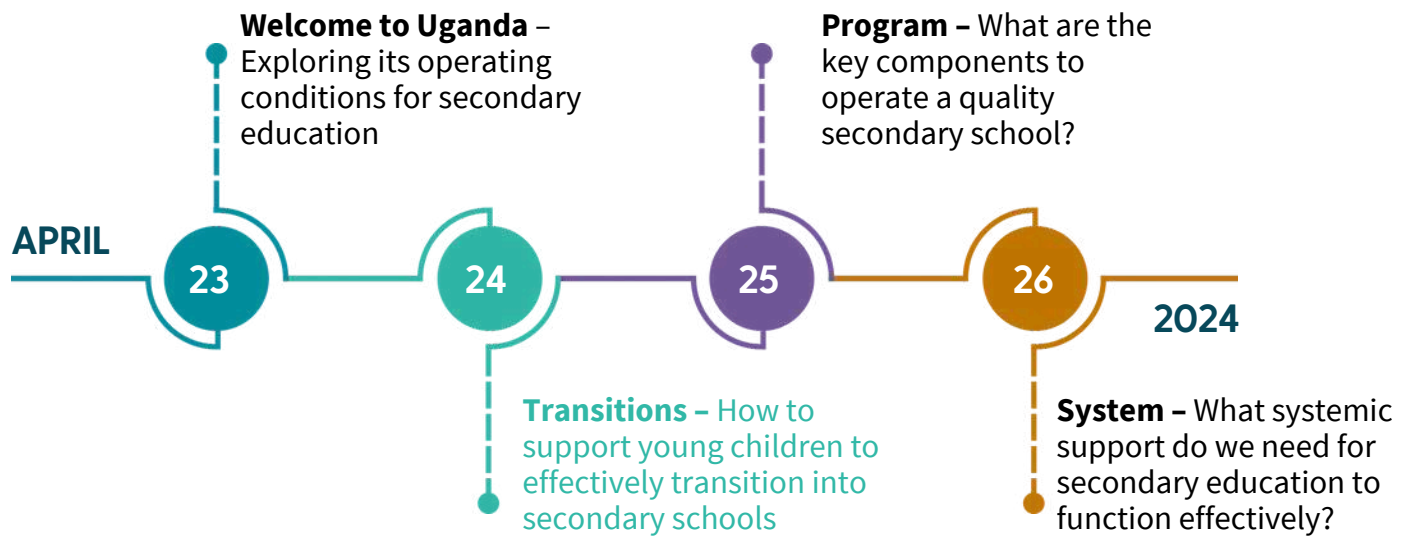 Welcome to Uganda –
Exploring its operating
conditions for secondary
education
Program – What are the
key components to
operate a quality
secondary school?
APRIL
23
24
25
26
2024
Transitions – How to
support young children to
effectively transition into
secondary schools
System – What systemic
support do we need for
secondary education to
function effectively?